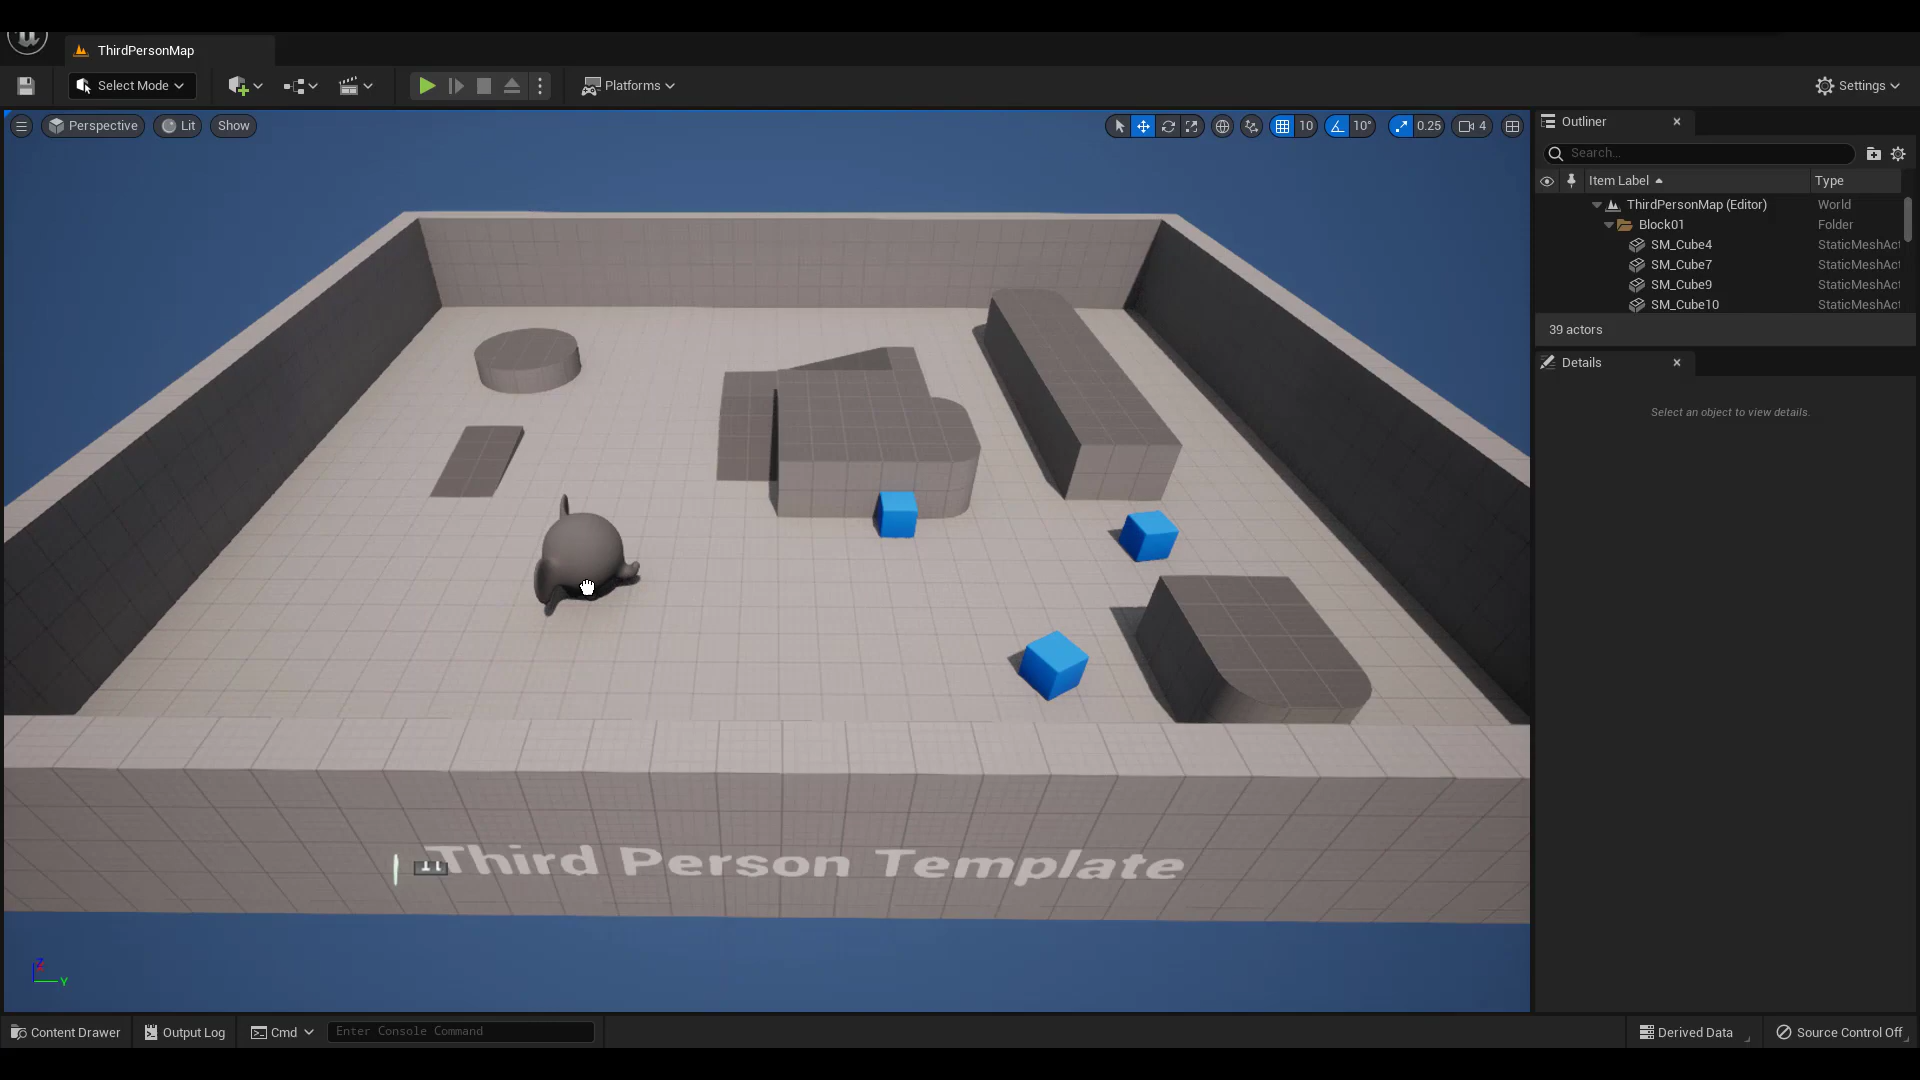 ThirdPersonMap
Select Mode
Platforms
Settings
Perspective
Lit
Show
10
10°
0.25
4
Outliner
Search...
Item Label
Type
ThirdPersonMap (Editor)
World
Block01
Folder
SM_Cube4
StaticMeshAct
SM_Cube7
StaticMeshAct
SM_Cube9
StaticMeshAct
SM_Cube10
StaticMeshAct
39 actors
Details
Select an object to view details.
Third Person Template
Z
Y
Content Drawer
Output Log
Cmd
Enter Console Command
Derived Data
Source Control Off